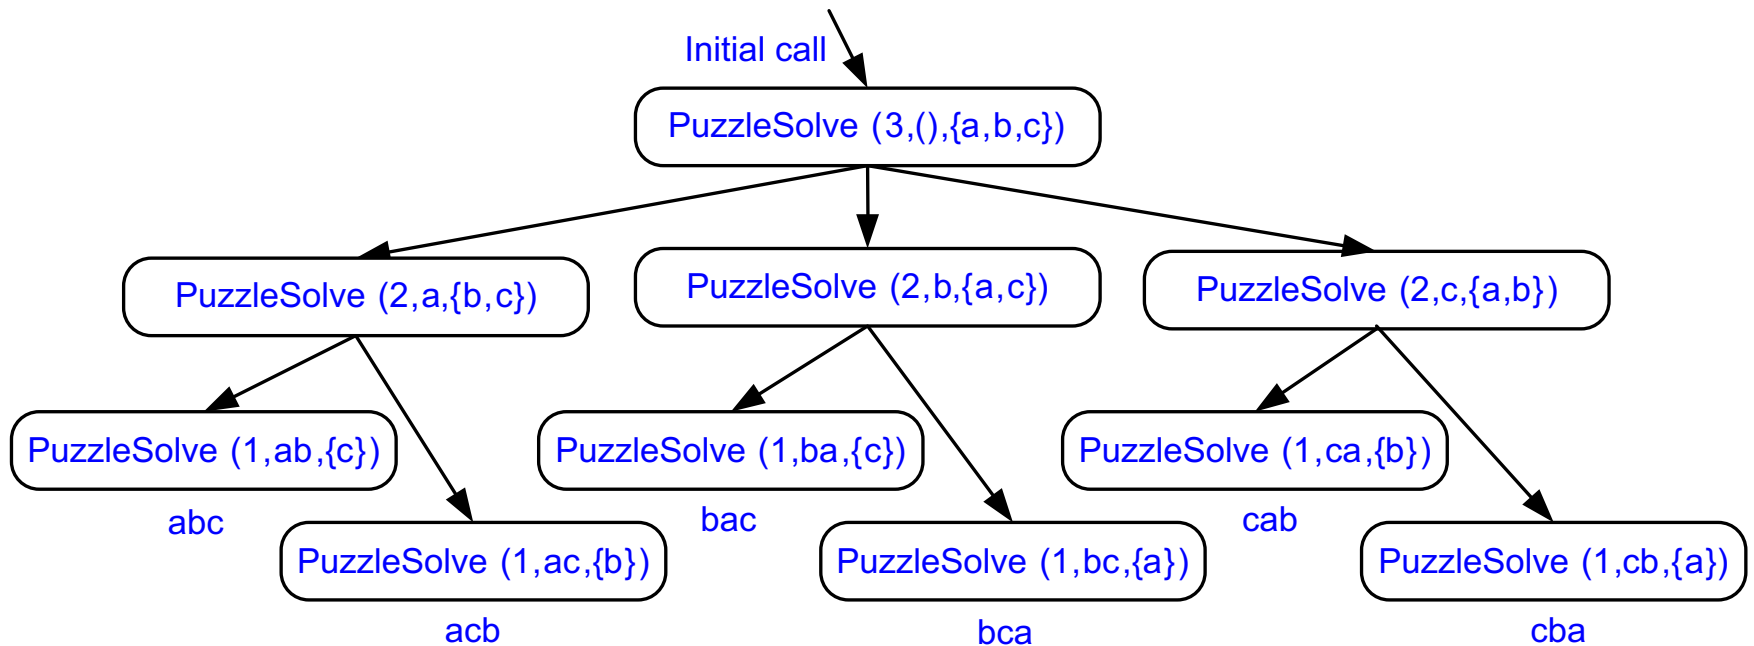 Initial call
PuzzleSolve (3,(),{a,b,c})
PuzzleSolve (2,a,{b,c})
PuzzleSolve (2,b,{a,c})
PuzzleSolve (2,c,{a,b})
PuzzleSolve (1,ab,{c})
PuzzleSolve (1,ba,{c})
PuzzleSolve (1,ca,{b})
abc
bac
cab
PuzzleSolve (1,ac,{b})
PuzzleSolve (1,bc,{a})
PuzzleSolve (1,cb,{a})
acb
bca
cba